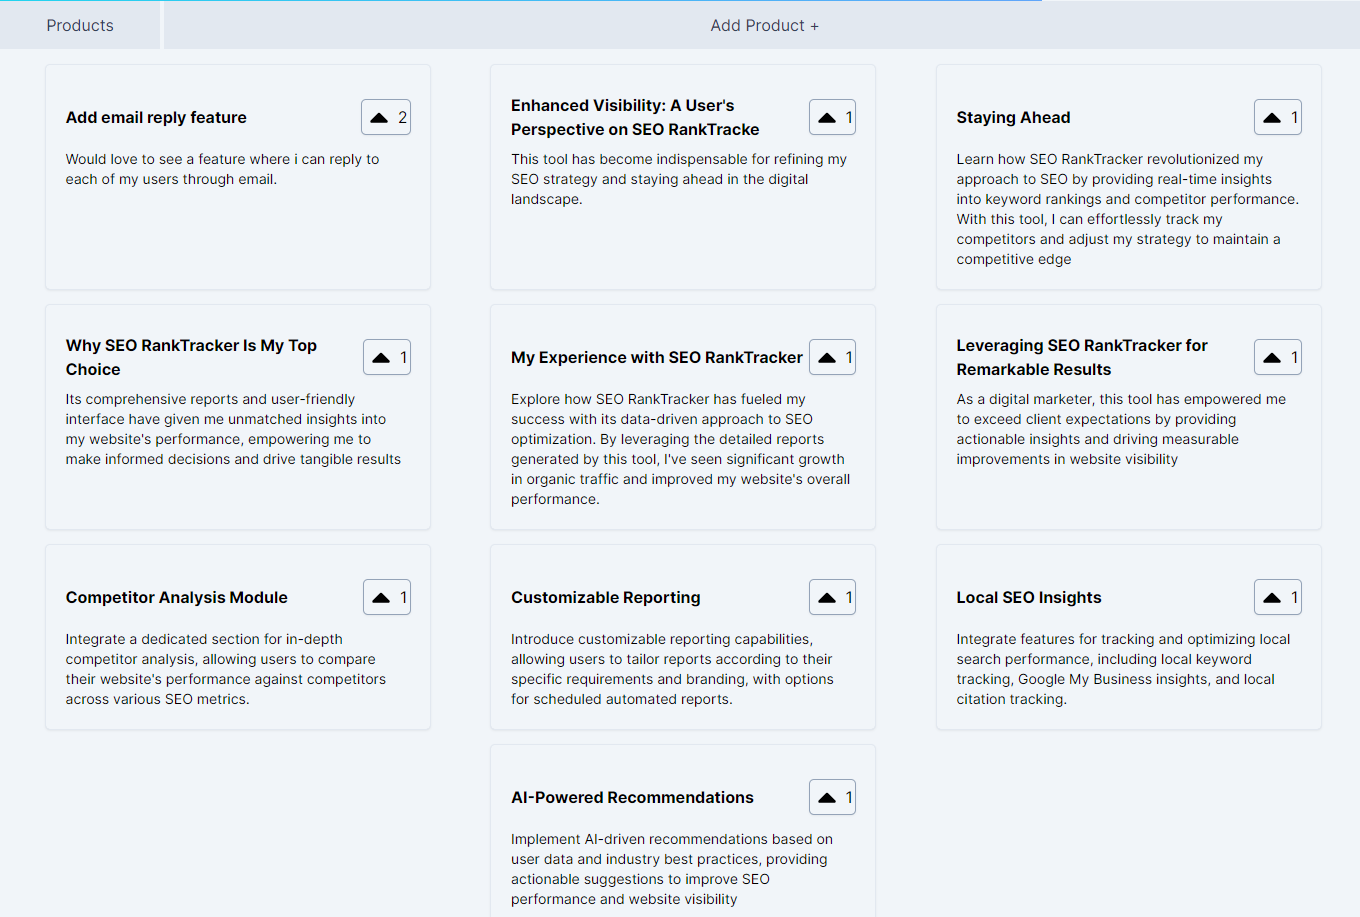 Products
Add Product +
Add email reply feature
2
Would love to see a feature where i can reply to
each of my users through email.
Enhanced Visibility: A User's
Perspective on SEO RankTracke
1
This tool has become indispensable for refining my
SEO strategy and staying ahead in the digital
landscape.
Staying Ahead
1
Learn how SEO RankTracker revolutionized my
approach to SEO by providing real-time insights
into keyword rankings and competitor performance.
With this tool, I can effortlessly track my
competitors and adjust my strategy to maintain a
competitive edge
Why SEO RankTracker Is My Top
Choice
1
Its comprehensive reports and user-friendly
interface have given me unmatched insights into
my website's performance, empowering me to
make informed decisions and drive tangible results
My Experience with SEO RankTracker
1
Explore how SEO RankTracker has fueled my
success with its data-driven approach to SEO
optimization. By leveraging the detailed reports
generated by this tool, I've seen significant growth
in organic traffic and improved my website's overall
performance.
Leveraging SEO RankTracker for
Remarkable Results
1
As a digital marketer, this tool has empowered me
to exceed client expectations by providing
actionable insights and driving measurable
improvements in website visibility
Competitor Analysis Module
1
Integrate a dedicated section for in-depth
competitor analysis, allowing users to compare
their website's performance against competitors
across various SEO metrics.
Customizable Reporting
1
Introduce customizable reporting capabilities,
allowing users to tailor reports according to their
specific requirements and branding, with options
for scheduled automated reports.
Local SEO Insights
1
Integrate features for tracking and optimizing local
search performance, including local keyword
tracking, Google My Business insights, and local
citation tracking.
AI-Powered Recommendations
1
Implement AI-driven recommendations based on
user data and industry best practices, providing
actionable suggestions to improve SEO
performance and website visibility